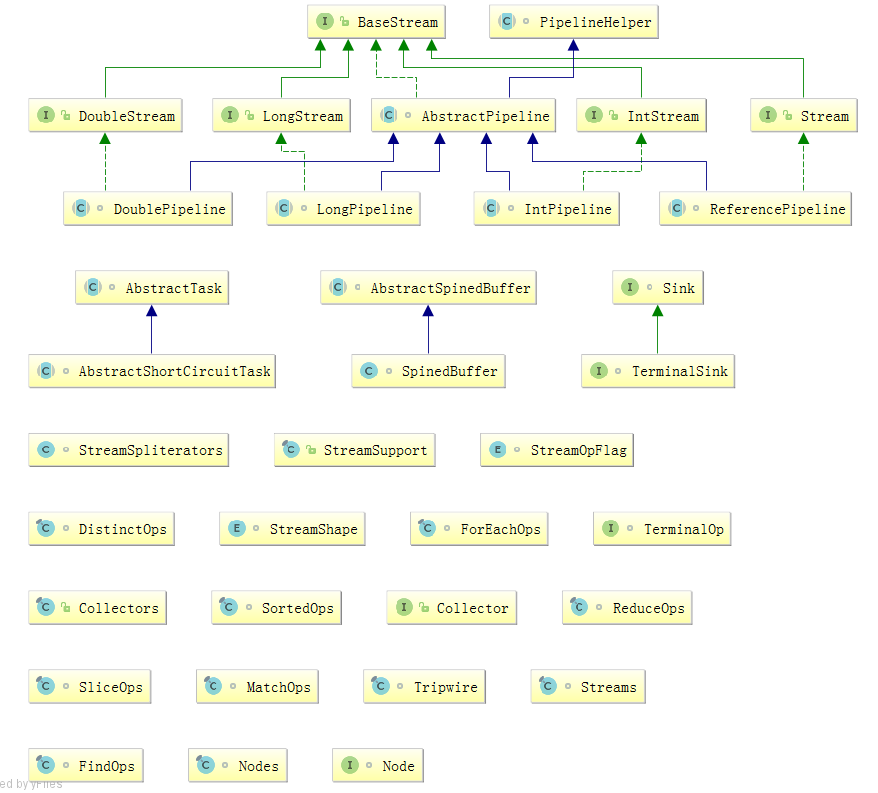 BaseStream PipelineHelper
DoubleStream LongStream AbstractPipeline IntStream Stream
DoublePipeline LongPipeline IntPipeline ReferencePipeline
AbstractTask AbstractSpinedBuffer Sink
AbstractShortCircuitTask SpinedBuffer TerminalSink
StreamSpliterators StreamSupport StreamOpFlag
DistinctOps StreamShape ForEachOps TerminalOp
Collectors SortedOps Collector ReduceOps
SliceOps MatchOps Tripwire Streams
FindOps Nodes Node
ed by yFiles